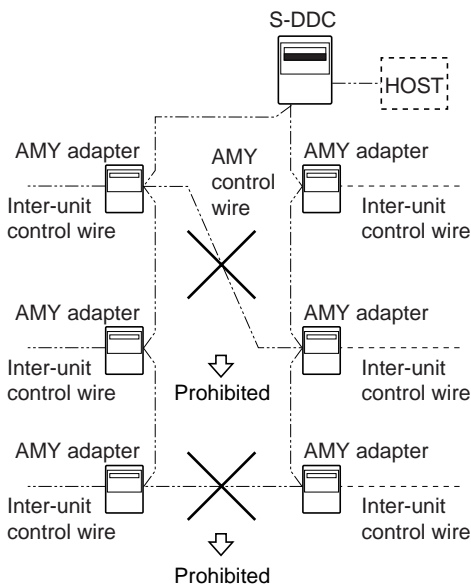 S-DDC
HOST
AMY adapter
AMY
control
wire
AMY adapter
Inter-unit
control wire
Inter-unit
control wire
AMY adapter
AMY adapter
Inter-unit
control wire
Prohibited
Inter-unit
control wire
AMY adapter
AMY adapter
Inter-unit
control wire
Inter-unit
control wire
Prohibited